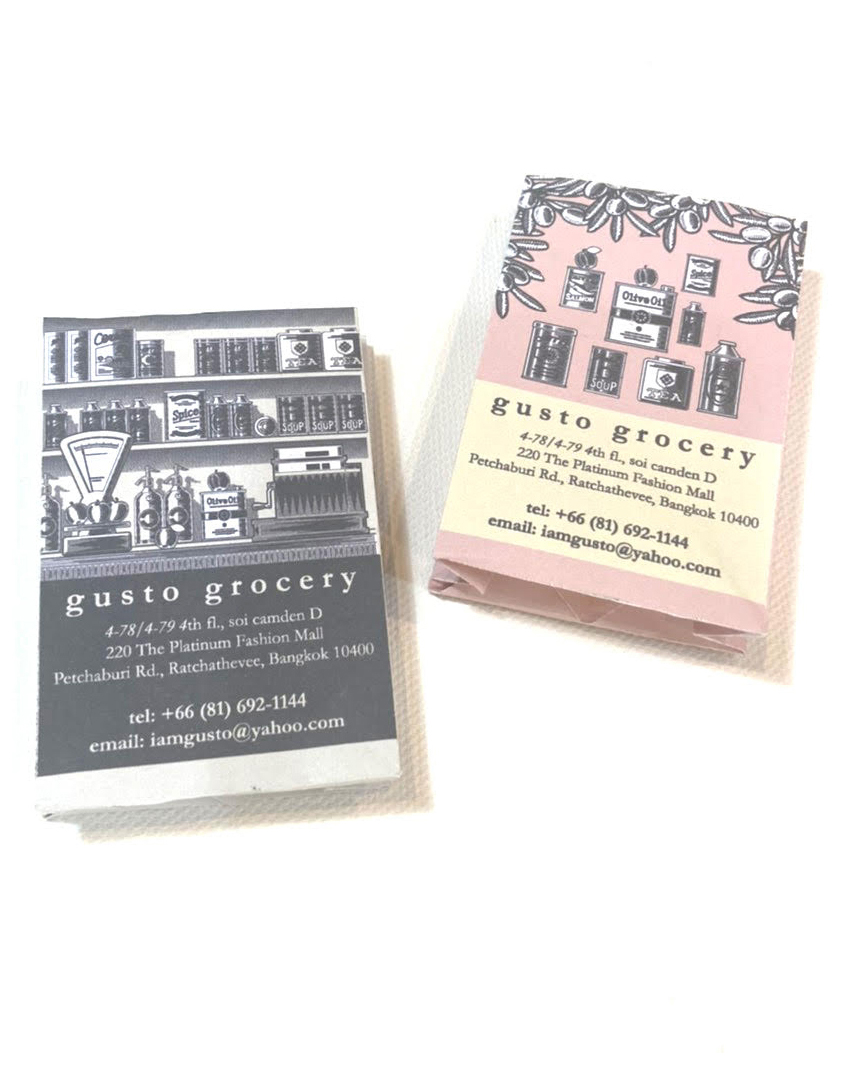 TEA
TEA
Spice
SOUP
SOUP
SOUP
Olive Oil
gusto grocery
4-78/4-79 4th fl., soi camden D
220 The Platinum Fashion Mall
Petchaburi Rd., Ratchathevee, Bangkok 10400
tel: +66 (81) 692-1144
email: iamgusto@yahoo.com
Spice
SALMON
Olive Oil
SOUP
TEA
gusto grocery
4-78/4-79 4th fl., soi camden D
220 The Platinum Fashion Mall
Petchaburi Rd., Ratchathevee, Bangkok 10400
tel: +66 (81) 692-1144
email: iamgusto@yahoo.com